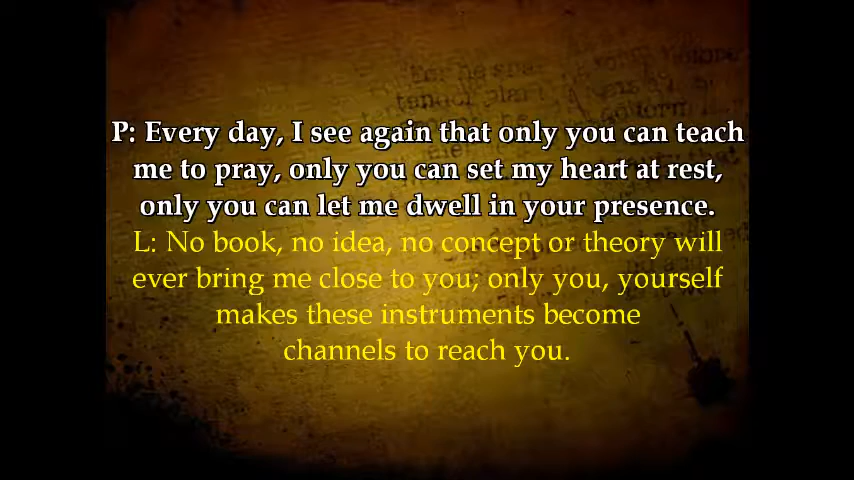 P: Every day, I see again that only you can teach
me to pray, only you can set my heart at rest,
only you can let me dwell in your presence.
L: No book, no idea, no concept or theory will
ever bring me close to you; only you, yourself
makes these instruments become
channels to reach you.